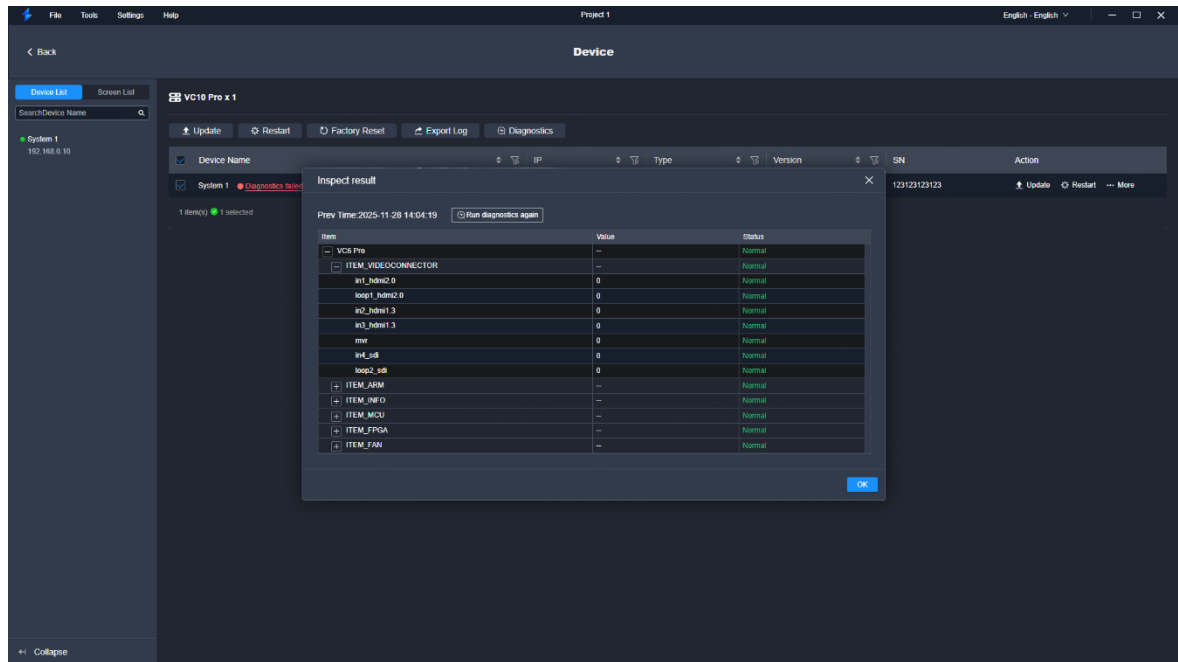 File Tools Settings Help Project 1 English - English
Back Device
Device List Screen List
SearchDevice Name
System 1
192.168.0.10
Collapse
VC10 Pro x 1
Update Restart Factory Reset Export Log Diagnostics
Device Name IP Type Version SN Action
System 1 Diagnostics failed 123123123123 Update Restart ··· More
1 item(s) 1 selected
Inspect result
Prev Time:2025-11-28 14:04:19 Run diagnostics again
Item Value Status
VC6 Pro -- Normal
ITEM_VIDEOCONNECTOR -- Normal
in1_hdmi2.0 0 Normal
loop1_hdmi2.0 0 Normal
in2_hdmi1.3 0 Normal
in3_hdmi1.3 0 Normal
mvr 0 Normal
in4_sdi 0 Normal
loop2_sdi 0 Normal
ITEM_ARM -- Normal
ITEM_INFO -- Normal
ITEM_MCU -- Normal
ITEM_FPGA -- Normal
ITEM_FAN -- Normal
OK